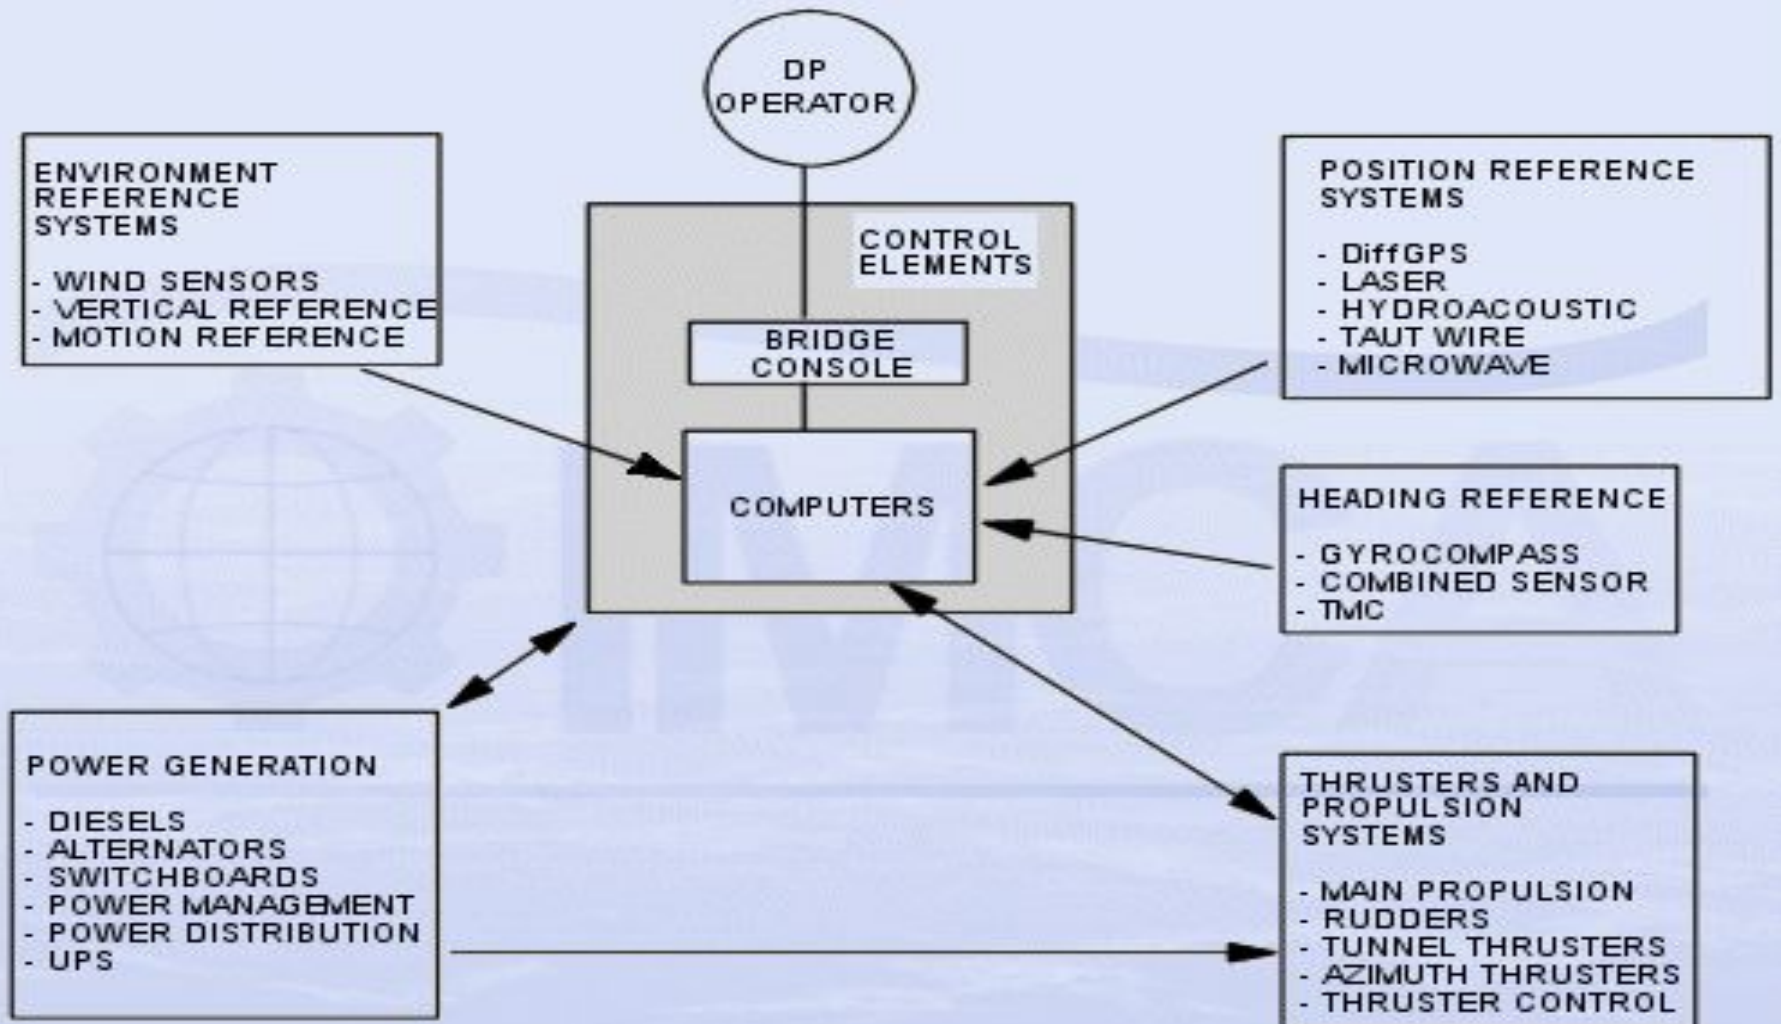 DP
OPERATOR
ENVIRONMENT
REFERENCE
SYSTEMS
- WIND SENSORS
- VERTICAL REFERENCE
- MOTION REFERENCE
CONTROL
ELEMENTS
BRIDGE
CONSOLE
COMPUTERS
POSITION REFERENCE
SYSTEMS
- DiffGPS
- LASER
- HYDROACOUSTIC
- TAUT WIRE
- MICROWAVE
HEADING REFERENCE
- GYROCOMPASS
- COMBINED SENSOR
- TMC
POWER GENERATION
- DIESELS
- ALTERNATORS
- SWITCHBOARDS
- POWER MANAGEMENT
- POWER DISTRIBUTION
- UPS
THRUSTERS AND
PROPULSION
SYSTEMS
- MAIN PROPULSION
- RUDDERS
- TUNNEL THRUSTERS
- AZIMUTH THRUSTERS
- THRUSTER CONTROL
IMCA